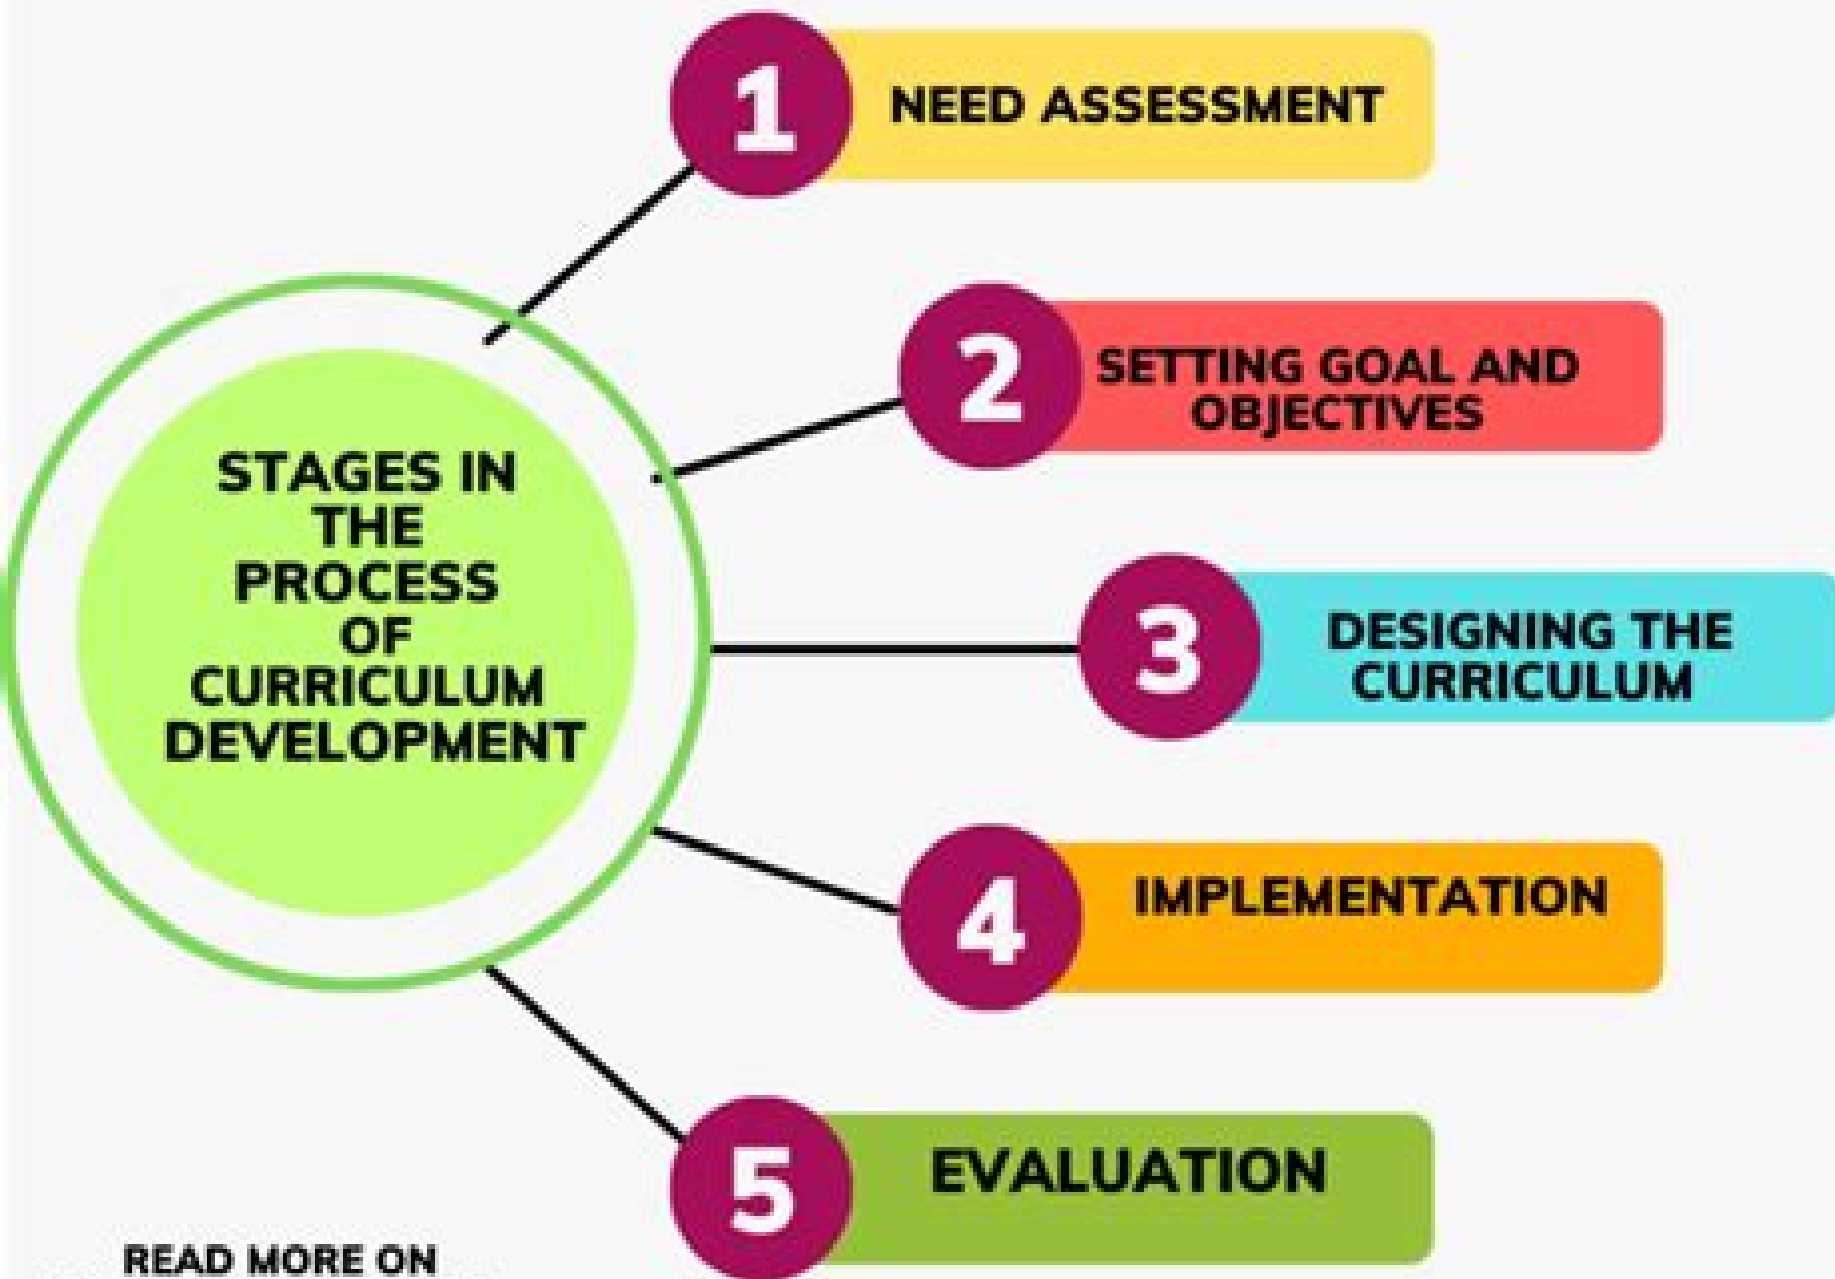 1
NEED ASSESSMENT
2
SETTING GOAL AND
OBJECTIVES
STAGES IN
THE
PROCESS
OF
CURRICULUM
DEVELOPMENT
3
DESIGNING THE
CURRICULUM
4
IMPLEMENTATION
5
EVALUATION
READ MORE ON